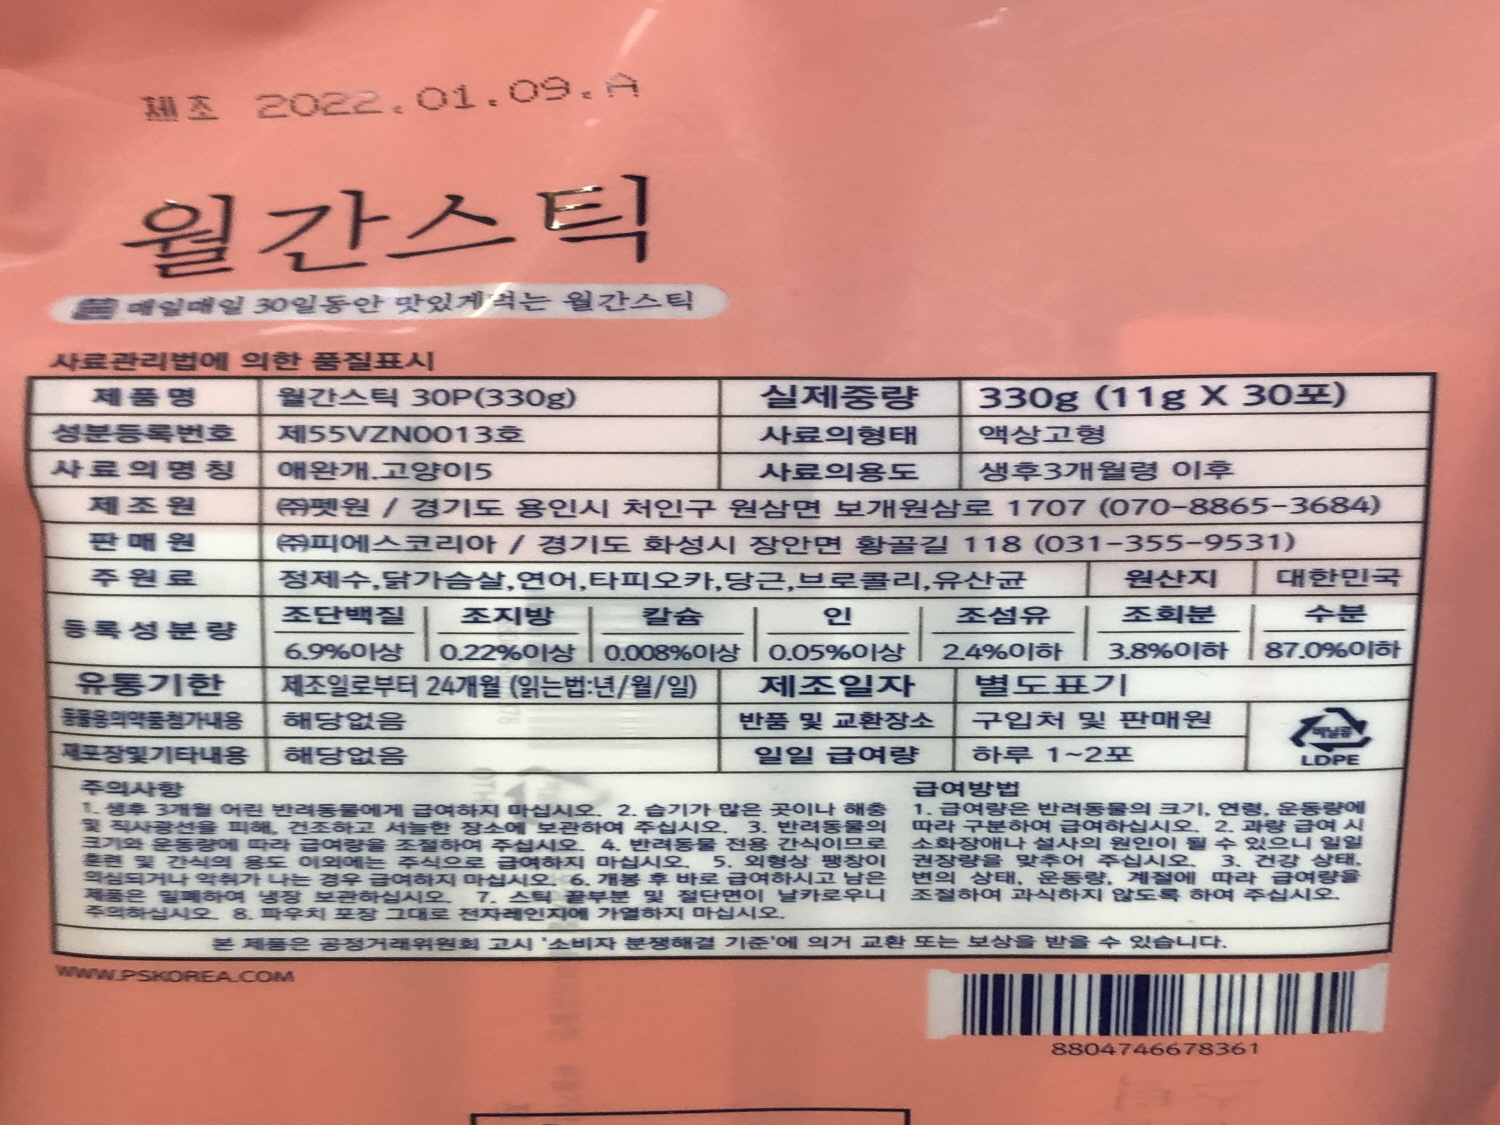 제조 2022.01.09.A
월간스틱
매일매일 30일동안 맛있게 먹는 월간스틱
사료관리법에 의한 품질표시
제품명 월간스틱 30P(330g) 실제중량 330g (11g X 30포)
성분등록번호 제55VZN0013호 사료의형태 액상고형
사료의명칭 애완개.고양이5 사료의용도 생후3개월령 이후
제조원 ㈜펫원 / 경기도 용인시 처인구 원삼면 보개원삼로 1707 (070-8865-3684)
판매원 ㈜피에스코리아 / 경기도 화성시 장안면 황골길 118 (031-355-9531)
주원료 정제수,닭가슴살,연어,타피오카,당근,브로콜리,유산균 원산지 대한민국
등록성분량 조단백질 조지방 칼슘 인 조섬유 조회분 수분
6.9%이상 0.22%이상 0.008%이상 0.05%이상 2.4%이하 3.8%이하 87.0%이하
유통기한 제조일로부터 24개월 (읽는법:년/월/일) 제조일자 별도표기
동물용의약품첨가내용 해당없음 반품 및 교환장소 구입처 및 판매원
재포장및기타내용 해당없음 일일 급여량 하루 1~2포
비닐류
LDPE
주의사항
1. 생후 3개월 어린 반려동물에게 급여하지 마십시오. 2. 습기가 많은 곳이나 해충
및 직사광선을 피해, 건조하고 서늘한 장소에 보관하여 주십시오. 3. 반려동물의
크기와 운동량에 따라 급여량을 조절하여 주십시오. 4. 반려동물 전용 간식이므로
훈련 및 간식의 용도 이외에는 주식으로 급여하지 마십시오. 5. 외형상 팽창이
의심되거나 악취가 나는 경우 급여하지 마십시오. 6. 개봉 후 바로 급여하시고 남은
제품은 밀폐하여 냉장 보관하십시오. 7. 스틱 끝부분 및 절단면이 날카로우니
주의하십시오. 8. 파우치 포장 그대로 전자레인지에 가열하지 마십시오.
급여방법
1. 급여량은 반려동물의 크기, 연령, 운동량에
따라 구분하여 급여하십시오. 2. 과량 급여 시
소화장애나 설사의 원인이 될 수 있으니 일일
권장량을 맞추어 주십시오. 3. 건강 상태,
변의 상태, 운동량, 계절에 따라 급여량을
조절하여 과식하지 않도록 하여 주십시오.
본 제품은 공정거래위원회 고시 '소비자 분쟁해결 기준'에 의거 교환 또는 보상을 받을 수 있습니다.
WWW.PSKOREA.COM
8804746678361